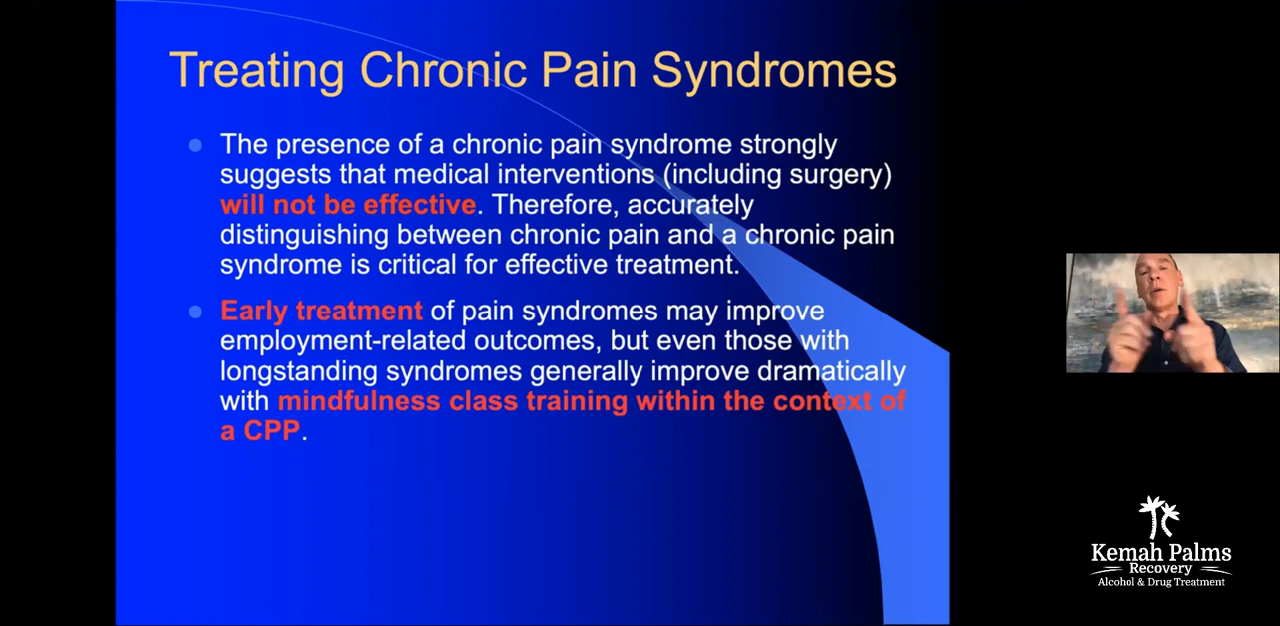 Treating Chronic Pain Syndromes
The presence of a chronic pain syndrome strongly
suggests that medical interventions (including surgery)
will not be effective. Therefore, accurately
distinguishing between chronic pain and a chronic pain
syndrome is critical for effective treatment.
Early treatment of pain syndromes may improve
employment-related outcomes, but even those with
longstanding syndromes generally improve dramatically
with mindfulness class training within the context of
a CPP.
Kemah Palms
Recovery
Alcohol & Drug Treatment